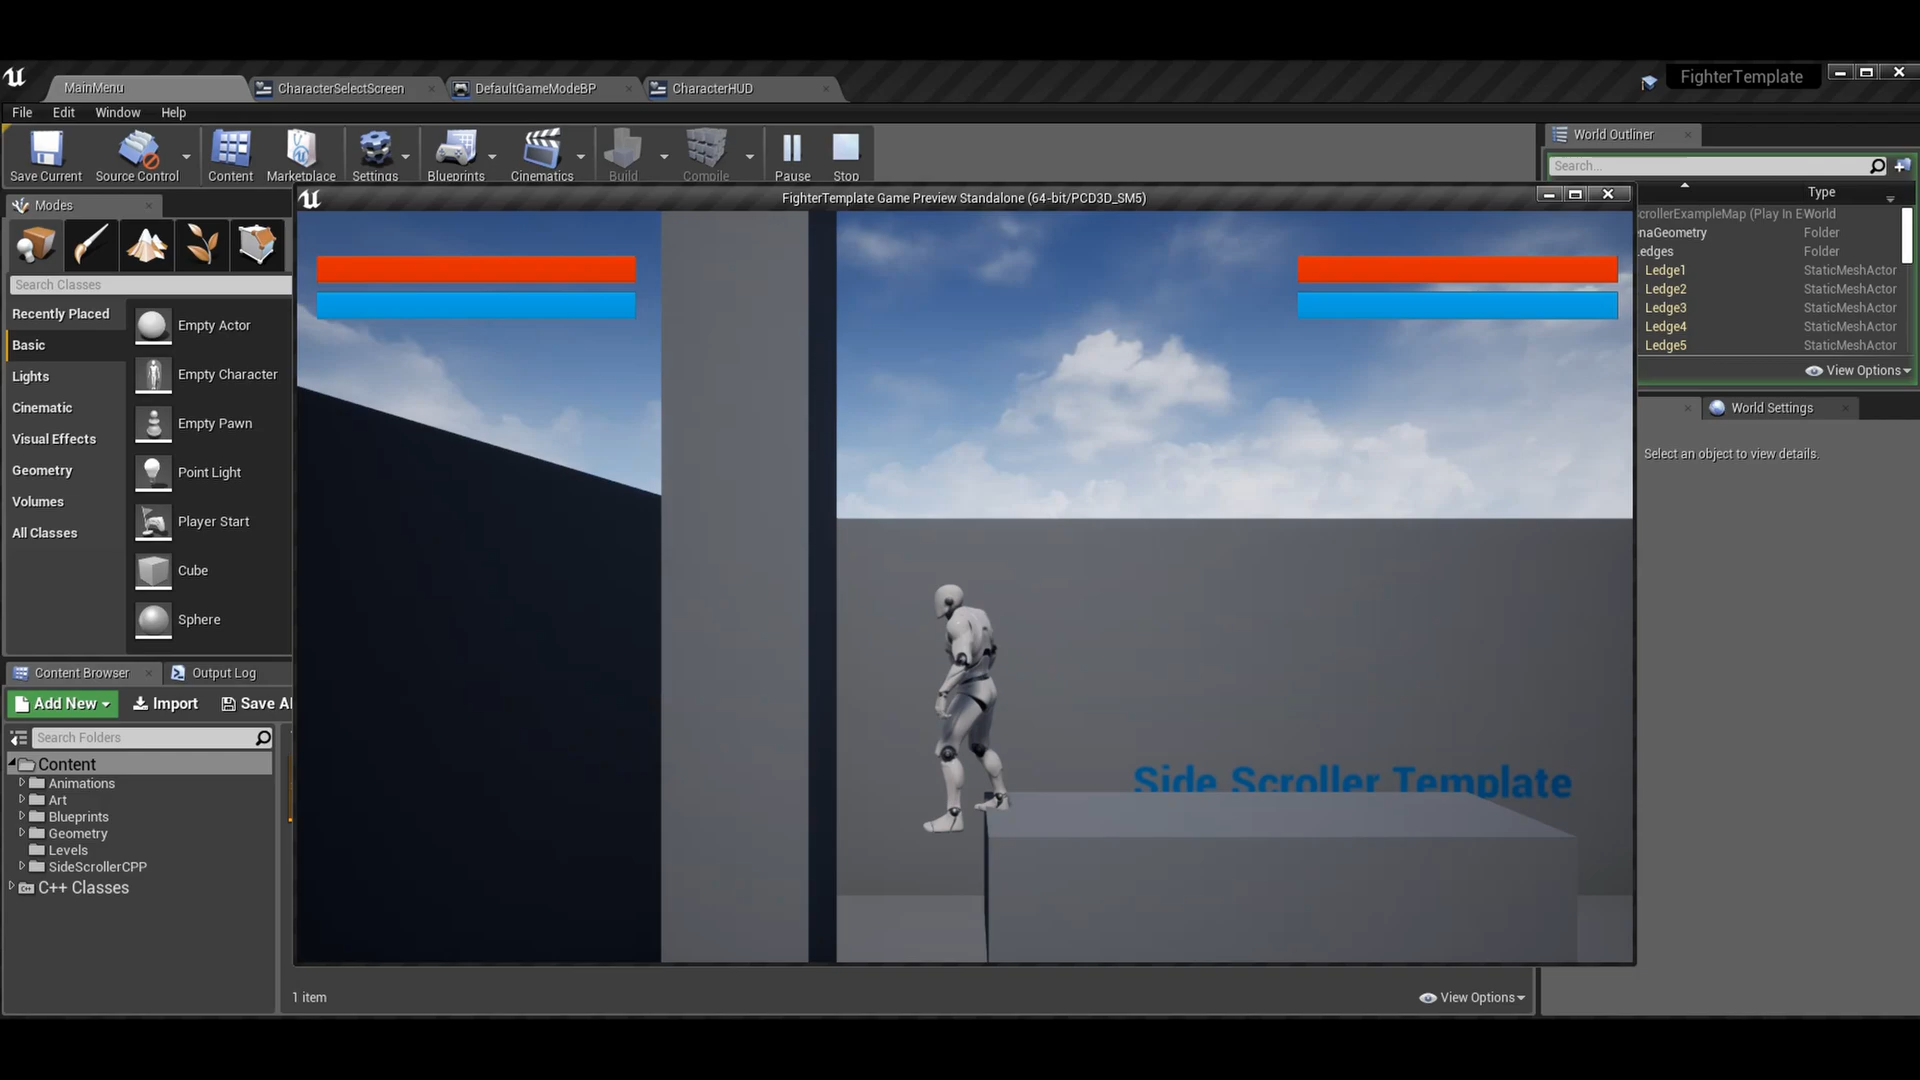 MainMenu
CharacterSelectScreen
DefaultGameModeBP
CharacterHUD
FighterTemplate
File Edit Window Help
Save Current
Source Control
Content
Marketplace
Settings
Blueprints
Cinematics
Build
Compile
Pause
Stop
World Outliner
Search...
Type
FighterTemplate Game Preview Standalone (64-bit/PCD3D_SM5)
Modes
Search Classes
Recently Placed
Basic
Lights
Cinematic
Visual Effects
Geometry
Volumes
All Classes
Empty Actor
Empty Character
Empty Pawn
Point Light
Player Start
Cube
Sphere
crollerExampleMap (Play In E World
naGeometry Folder
edges Folder
Ledge1 StaticMeshActor
Ledge2 StaticMeshActor
Ledge3 StaticMeshActor
Ledge4 StaticMeshActor
Ledge5 StaticMeshActor
View Options
World Settings
Select an object to view details.
Side Scroller Template
Content Browser
Output Log
Add New
Import
Save Al
Search Folders
Content
Animations
Art
Blueprints
Geometry
Levels
SideScrollerCPP
C++ Classes
1 item
View Options